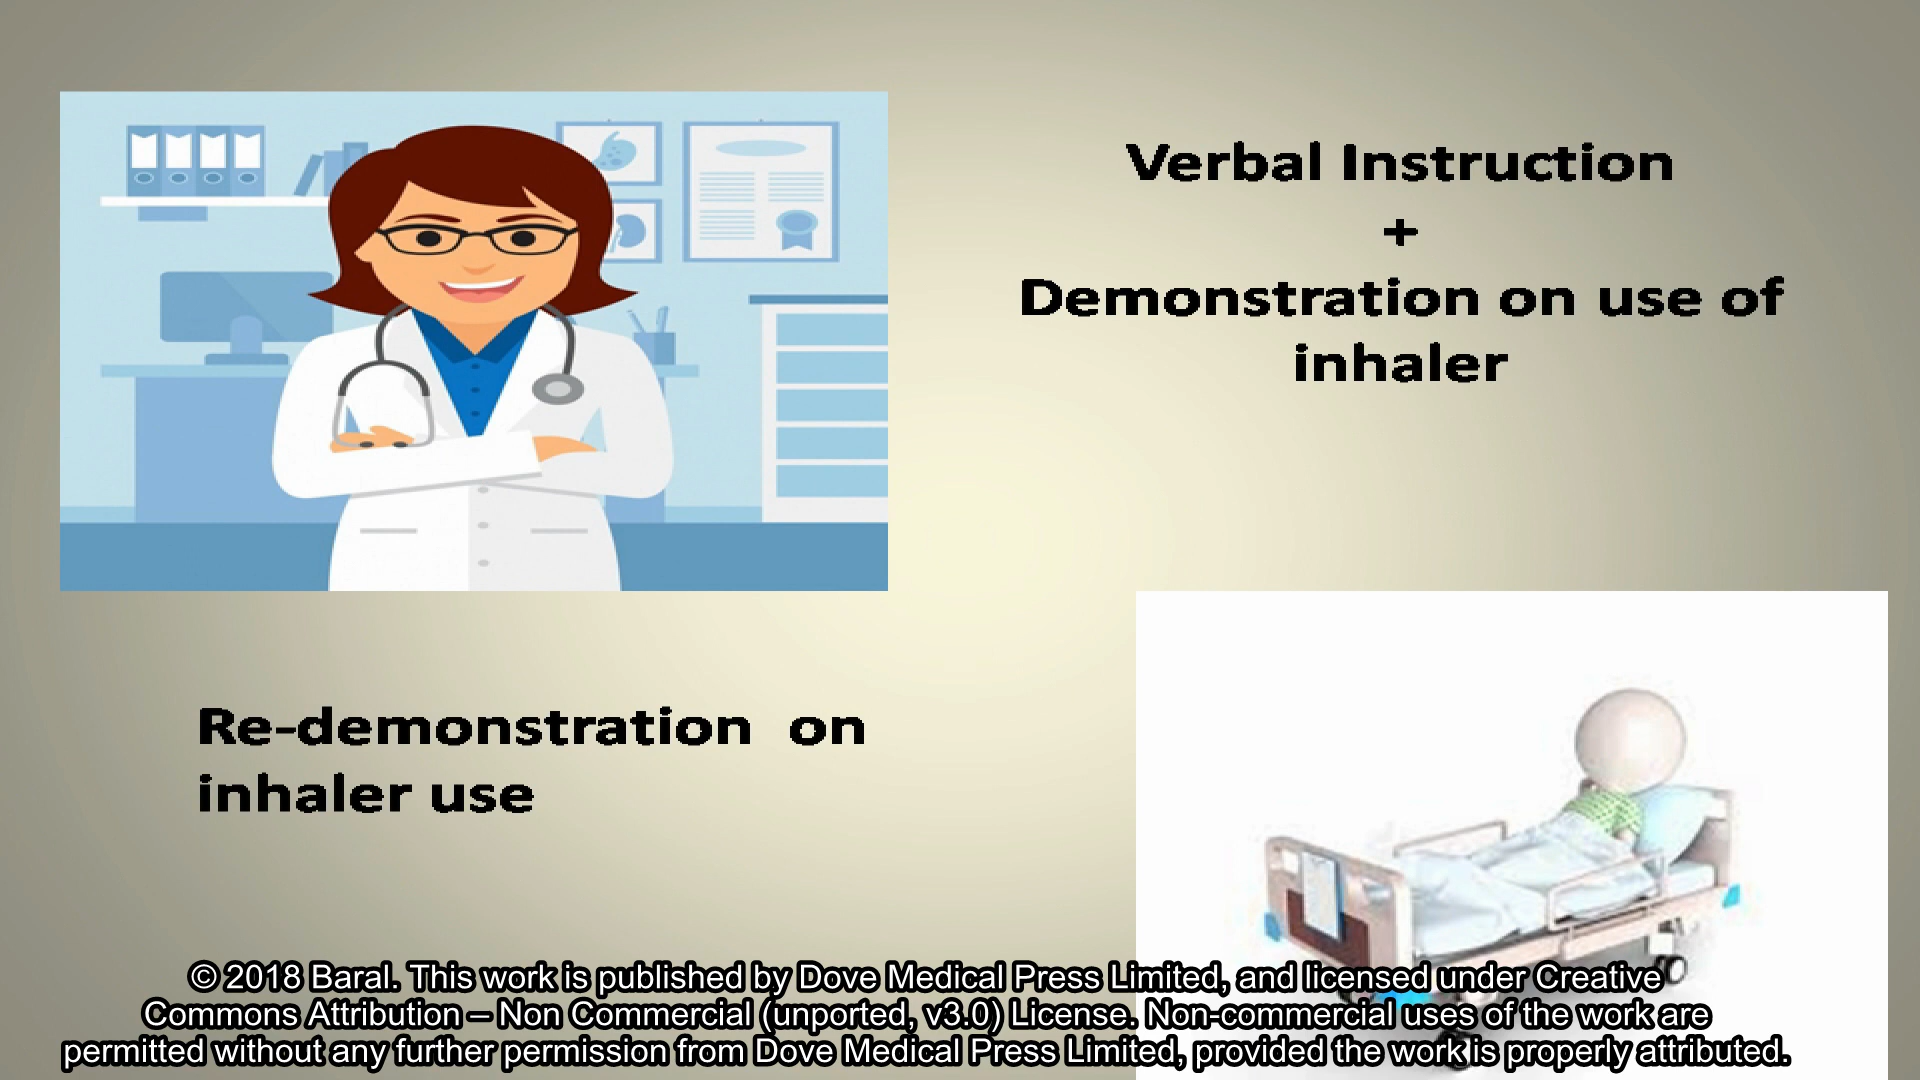 Verbal Instruction
+
Demonstration on use of
inhaler
Re-demonstration on
inhaler use
© 2018 Baral. This work is published by Dove Medical Press Limited, and licensed under Creative
Commons Attribution – Non Commercial (unported, v3.0) License. Non-commercial uses of the work are
permitted without any further permission from Dove Medical Press Limited, provided the work is properly attributed.